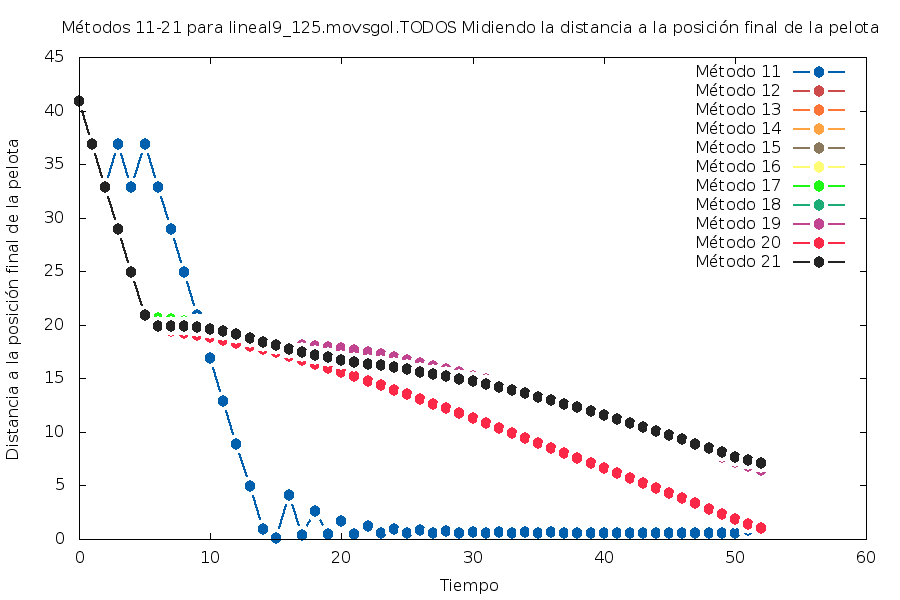 Métodos 11-21 para lineal9_125.movsgol.TODOS Midiendo la distancia a la posición final de la pelota
45
40
35
30
25
20
15
10
5
0
0 10 20 30 40 50 60
Distancia a la posición final de la pelota
Tiempo
Método 11
Método 12
Método 13
Método 14
Método 15
Método 16
Método 17
Método 18
Método 19
Método 20
Método 21